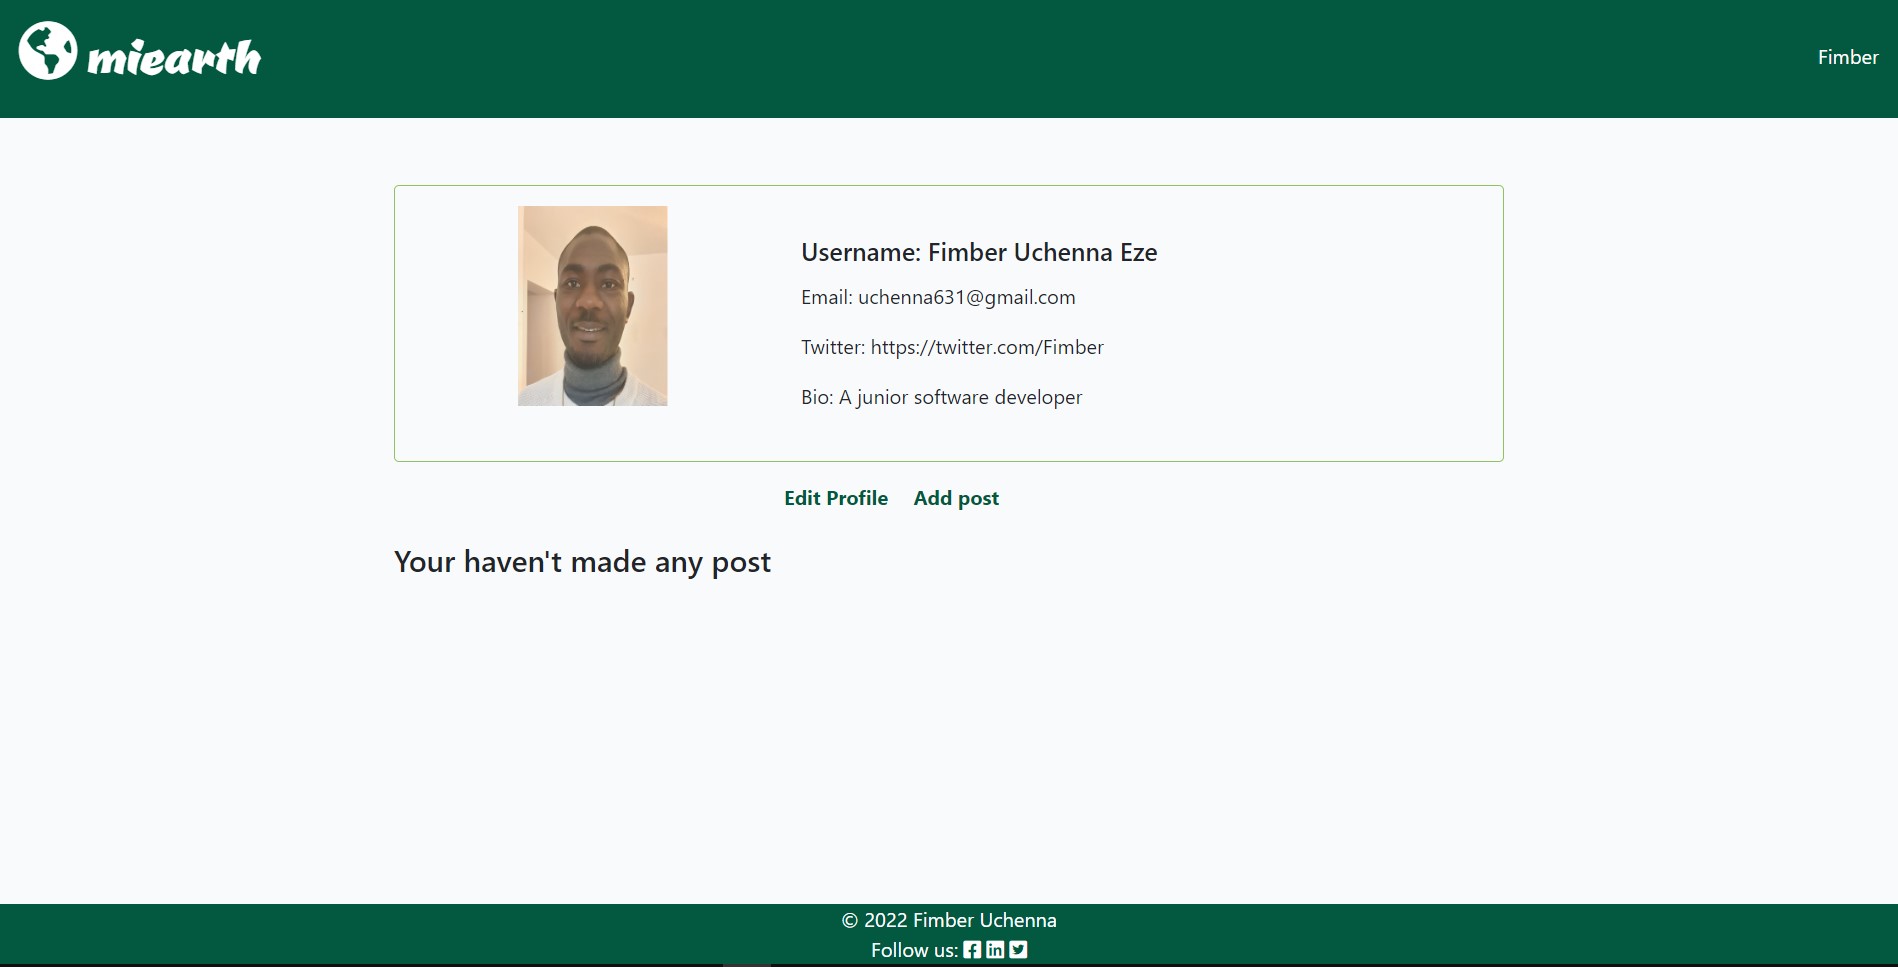 miearth
Fimber
Username: Fimber Uchenna Eze
Email: uchenna631@gmail.com
Twitter: https://twitter.com/Fimber
Bio: A junior software developer
Edit Profile Add post
Your haven't made any post
© 2022 Fimber Uchenna
Follow us: